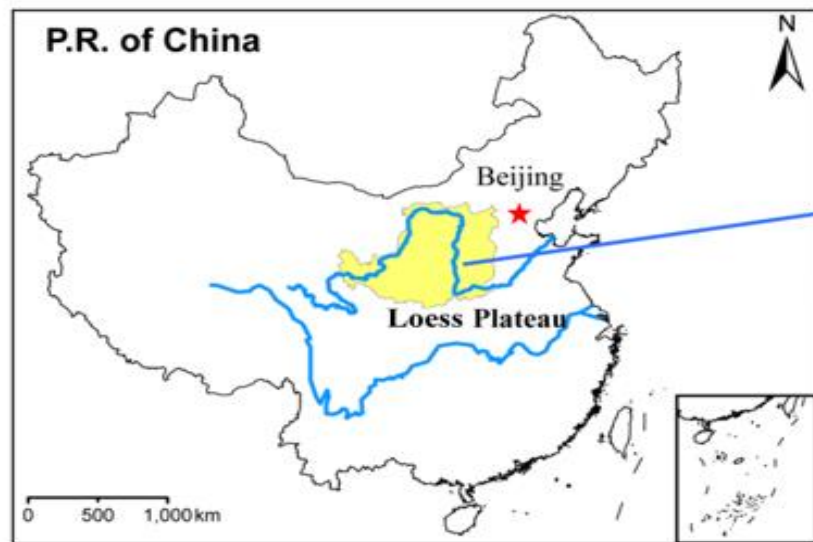 P.R. of China
N
Beijing
Loess Plateau
0 500 1,000 km